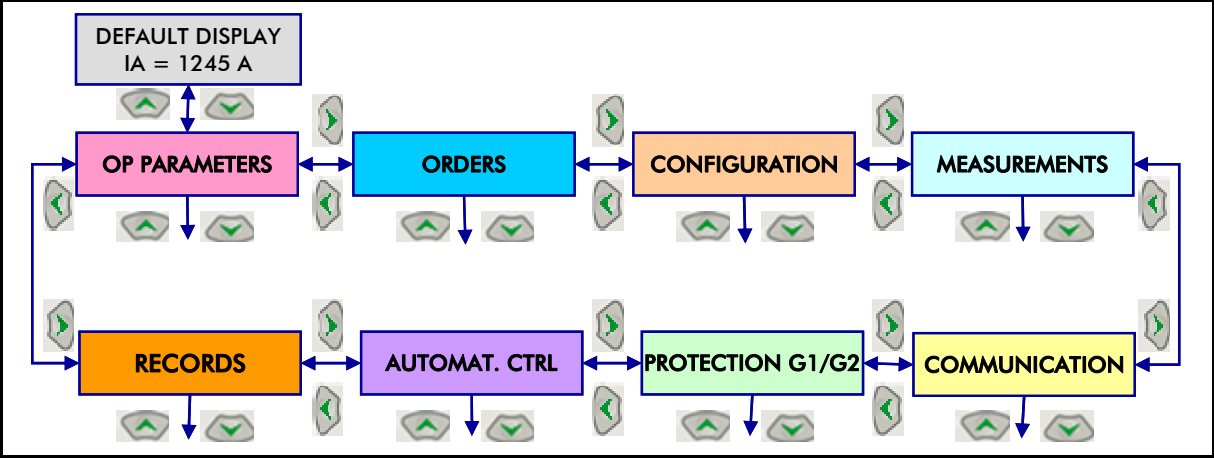 DEFAULT DISPLAY
IA = 1245 A
OP PARAMETERS
ORDERS
CONFIGURATION
MEASUREMENTS
RECORDS
AUTOMAT. CTRL
PROTECTION G1/G2
COMMUNICATION